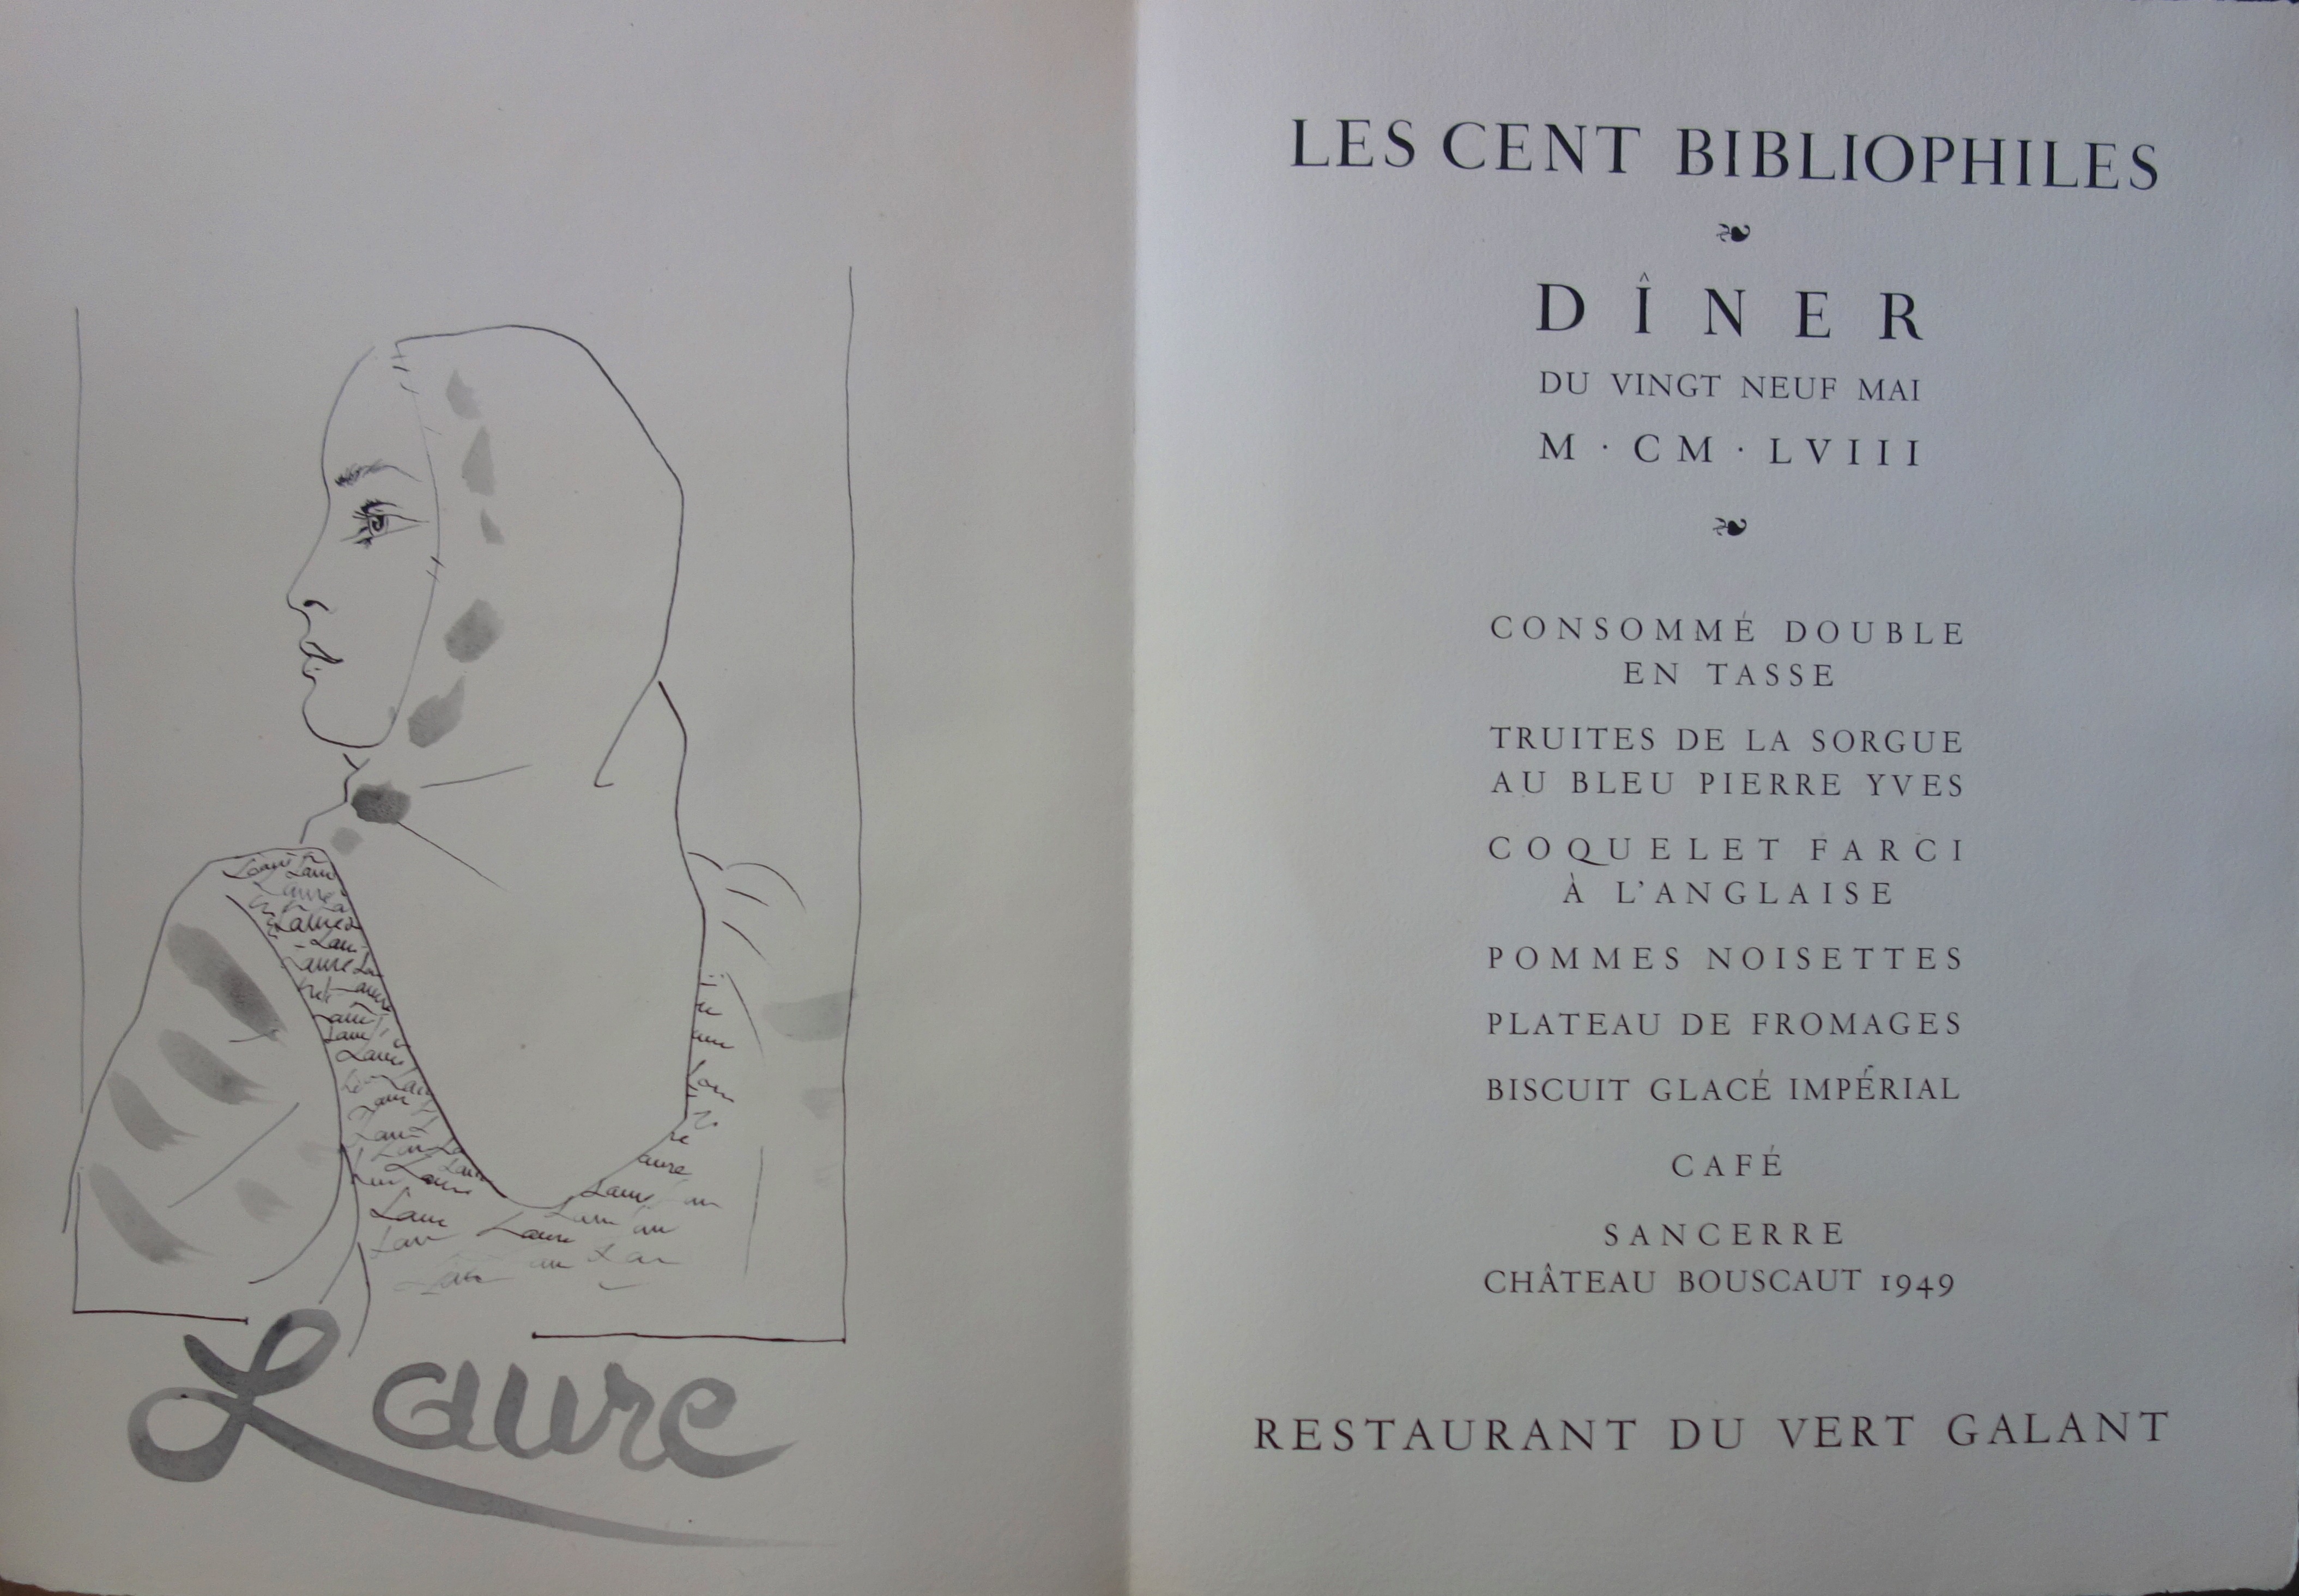 Laure
LES CENT BIBLIOPHILES
DÎNER
DU VINGT NEUF MAI
M · CM · LVIII
CONSOMMÉ DOUBLE
EN TASSE
TRUITES DE LA SORGUE
AU BLEU PIERRE YVES
COQUELET FARCI
À L'ANGLAISE
POMMES NOISETTES
PLATEAU DE FROMAGES
BISCUIT GLACÉ IMPÉRIAL
CAFÉ
SANCERRE
CHÂTEAU BOUSCAUT 1949
RESTAURANT DU VERT GALANT